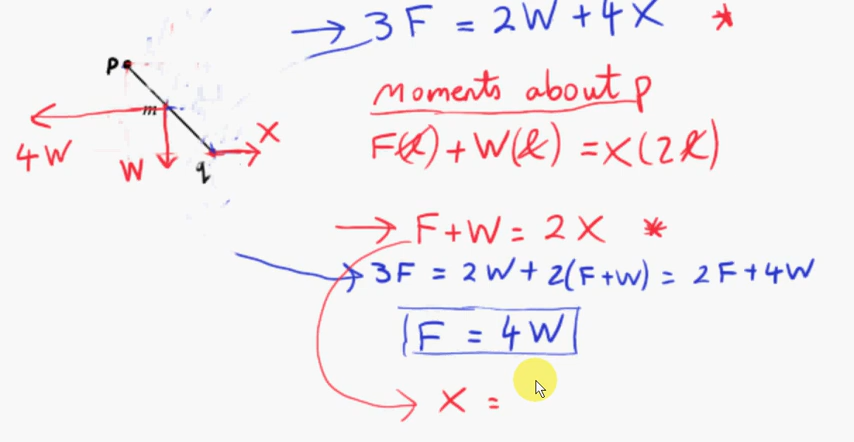 → 3F = 2W + 4X *
p
m
4W
W
q
X
Moments about p
F(l) + W(l) = X(2l)
→ F+W = 2X *
→ 3F = 2W + 2(F+W) = 2F + 4W
F = 4W
→ X =